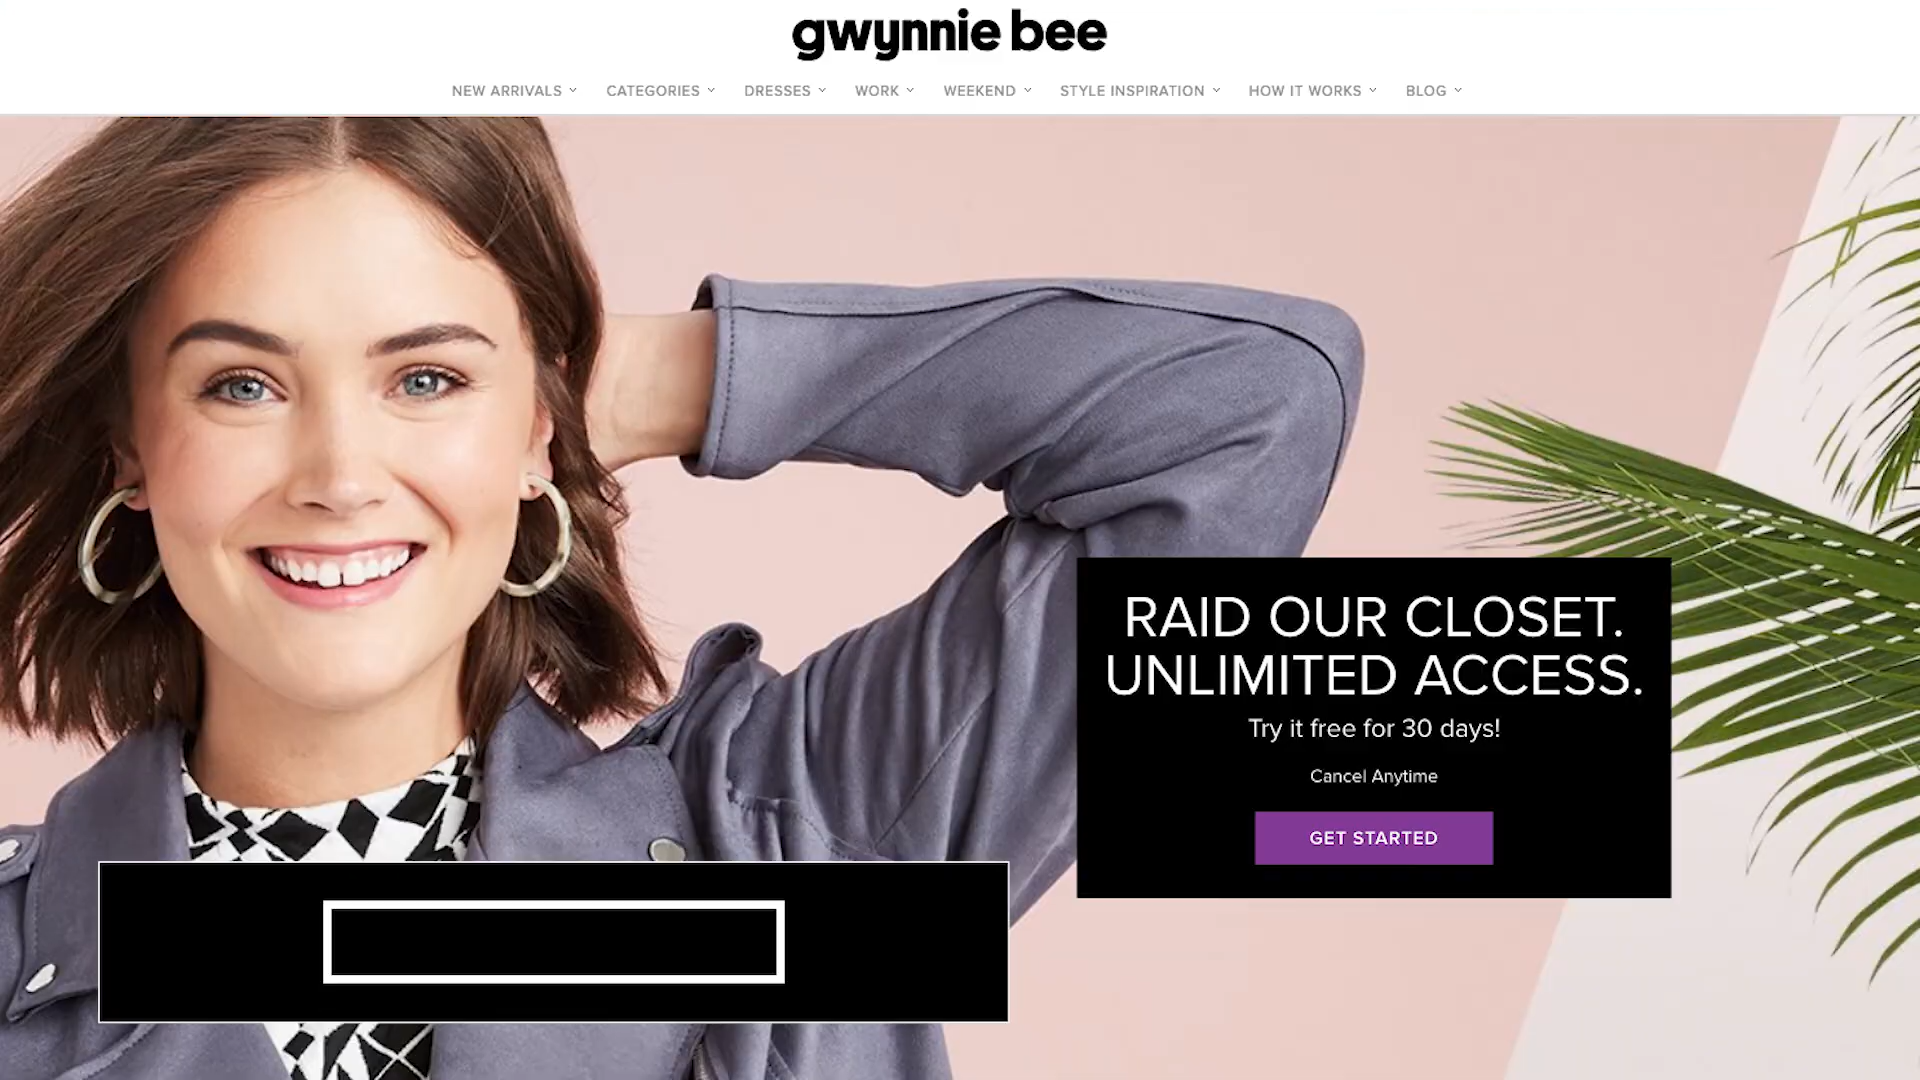 gwynnie bee
NEW ARRIVALS CATEGORIES DRESSES WORK WEEKEND STYLE INSPIRATION HOW IT WORKS BLOG
RAID OUR CLOSET.
UNLIMITED ACCESS.
Try it free for 30 days!
Cancel Anytime
GET STARTED